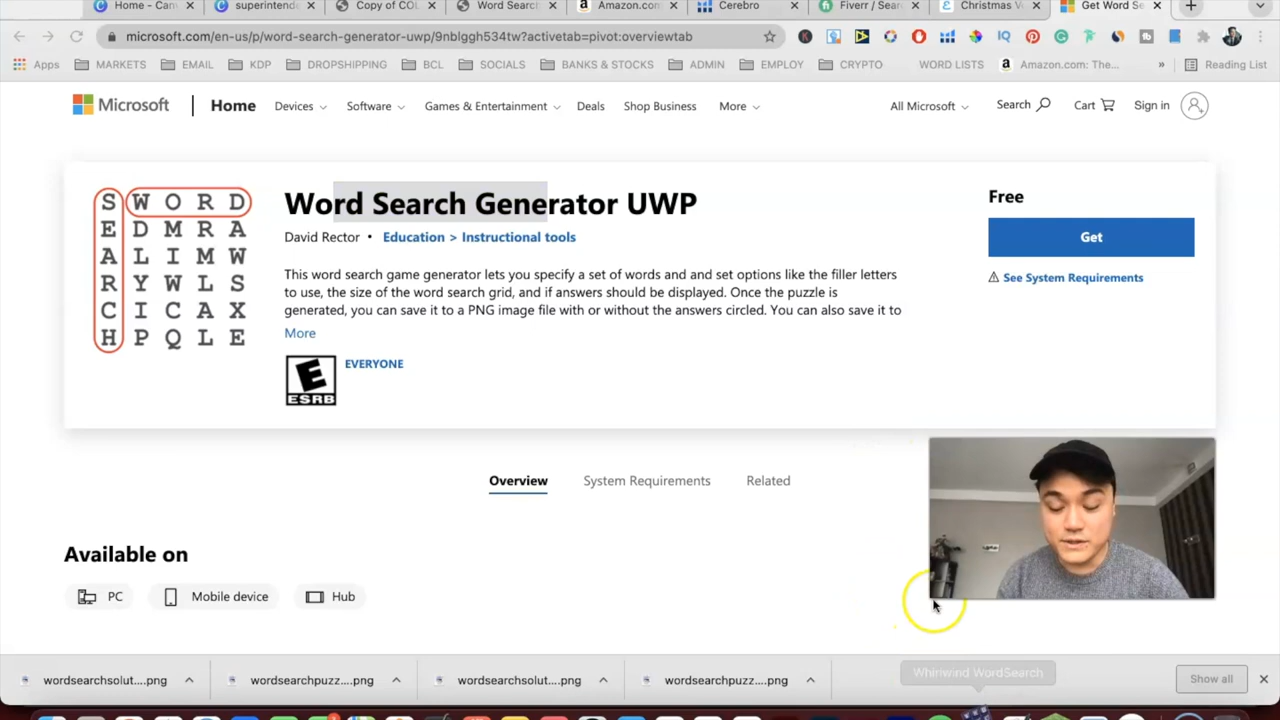 Home - Can
superintende
Copy of COL
Word Search
Amazon.com
Cerebro
Fiverr / Sear
Christmas Ve
Get Word Se
microsoft.com/en-us/p/word-search-generator-uwp/9nblggh534tw?activetab=pivot:overviewtab
Apps MARKETS EMAIL KDP DROPSHIPPING BCL SOCIALS BANKS & STOCKS ADMIN EMPLOY CRYPTO WORD LISTS Amazon.com: The... » Reading List
Microsoft Home Devices Software Games & Entertainment Deals Shop Business More All Microsoft Search Cart Sign in
S W O R D
E D M R A
A L I M W
R Y W L S
C I C A X
H P Q L E
Word Search Generator UWP
David Rector • Education > Instructional tools
This word search game generator lets you specify a set of words and and set options like the filler letters
to use, the size of the word search grid, and if answers should be displayed. Once the puzzle is
generated, you can save it to a PNG image file with or without the answers circled. You can also save it to
More
E
ESRB
EVERYONE
Free
Get
See System Requirements
Overview System Requirements Related
Available on
PC Mobile device Hub
Whirlwind WordSearch
wordsearchsolut....png wordsearchpuzz....png wordsearchsolut....png wordsearchpuzz....png Show all